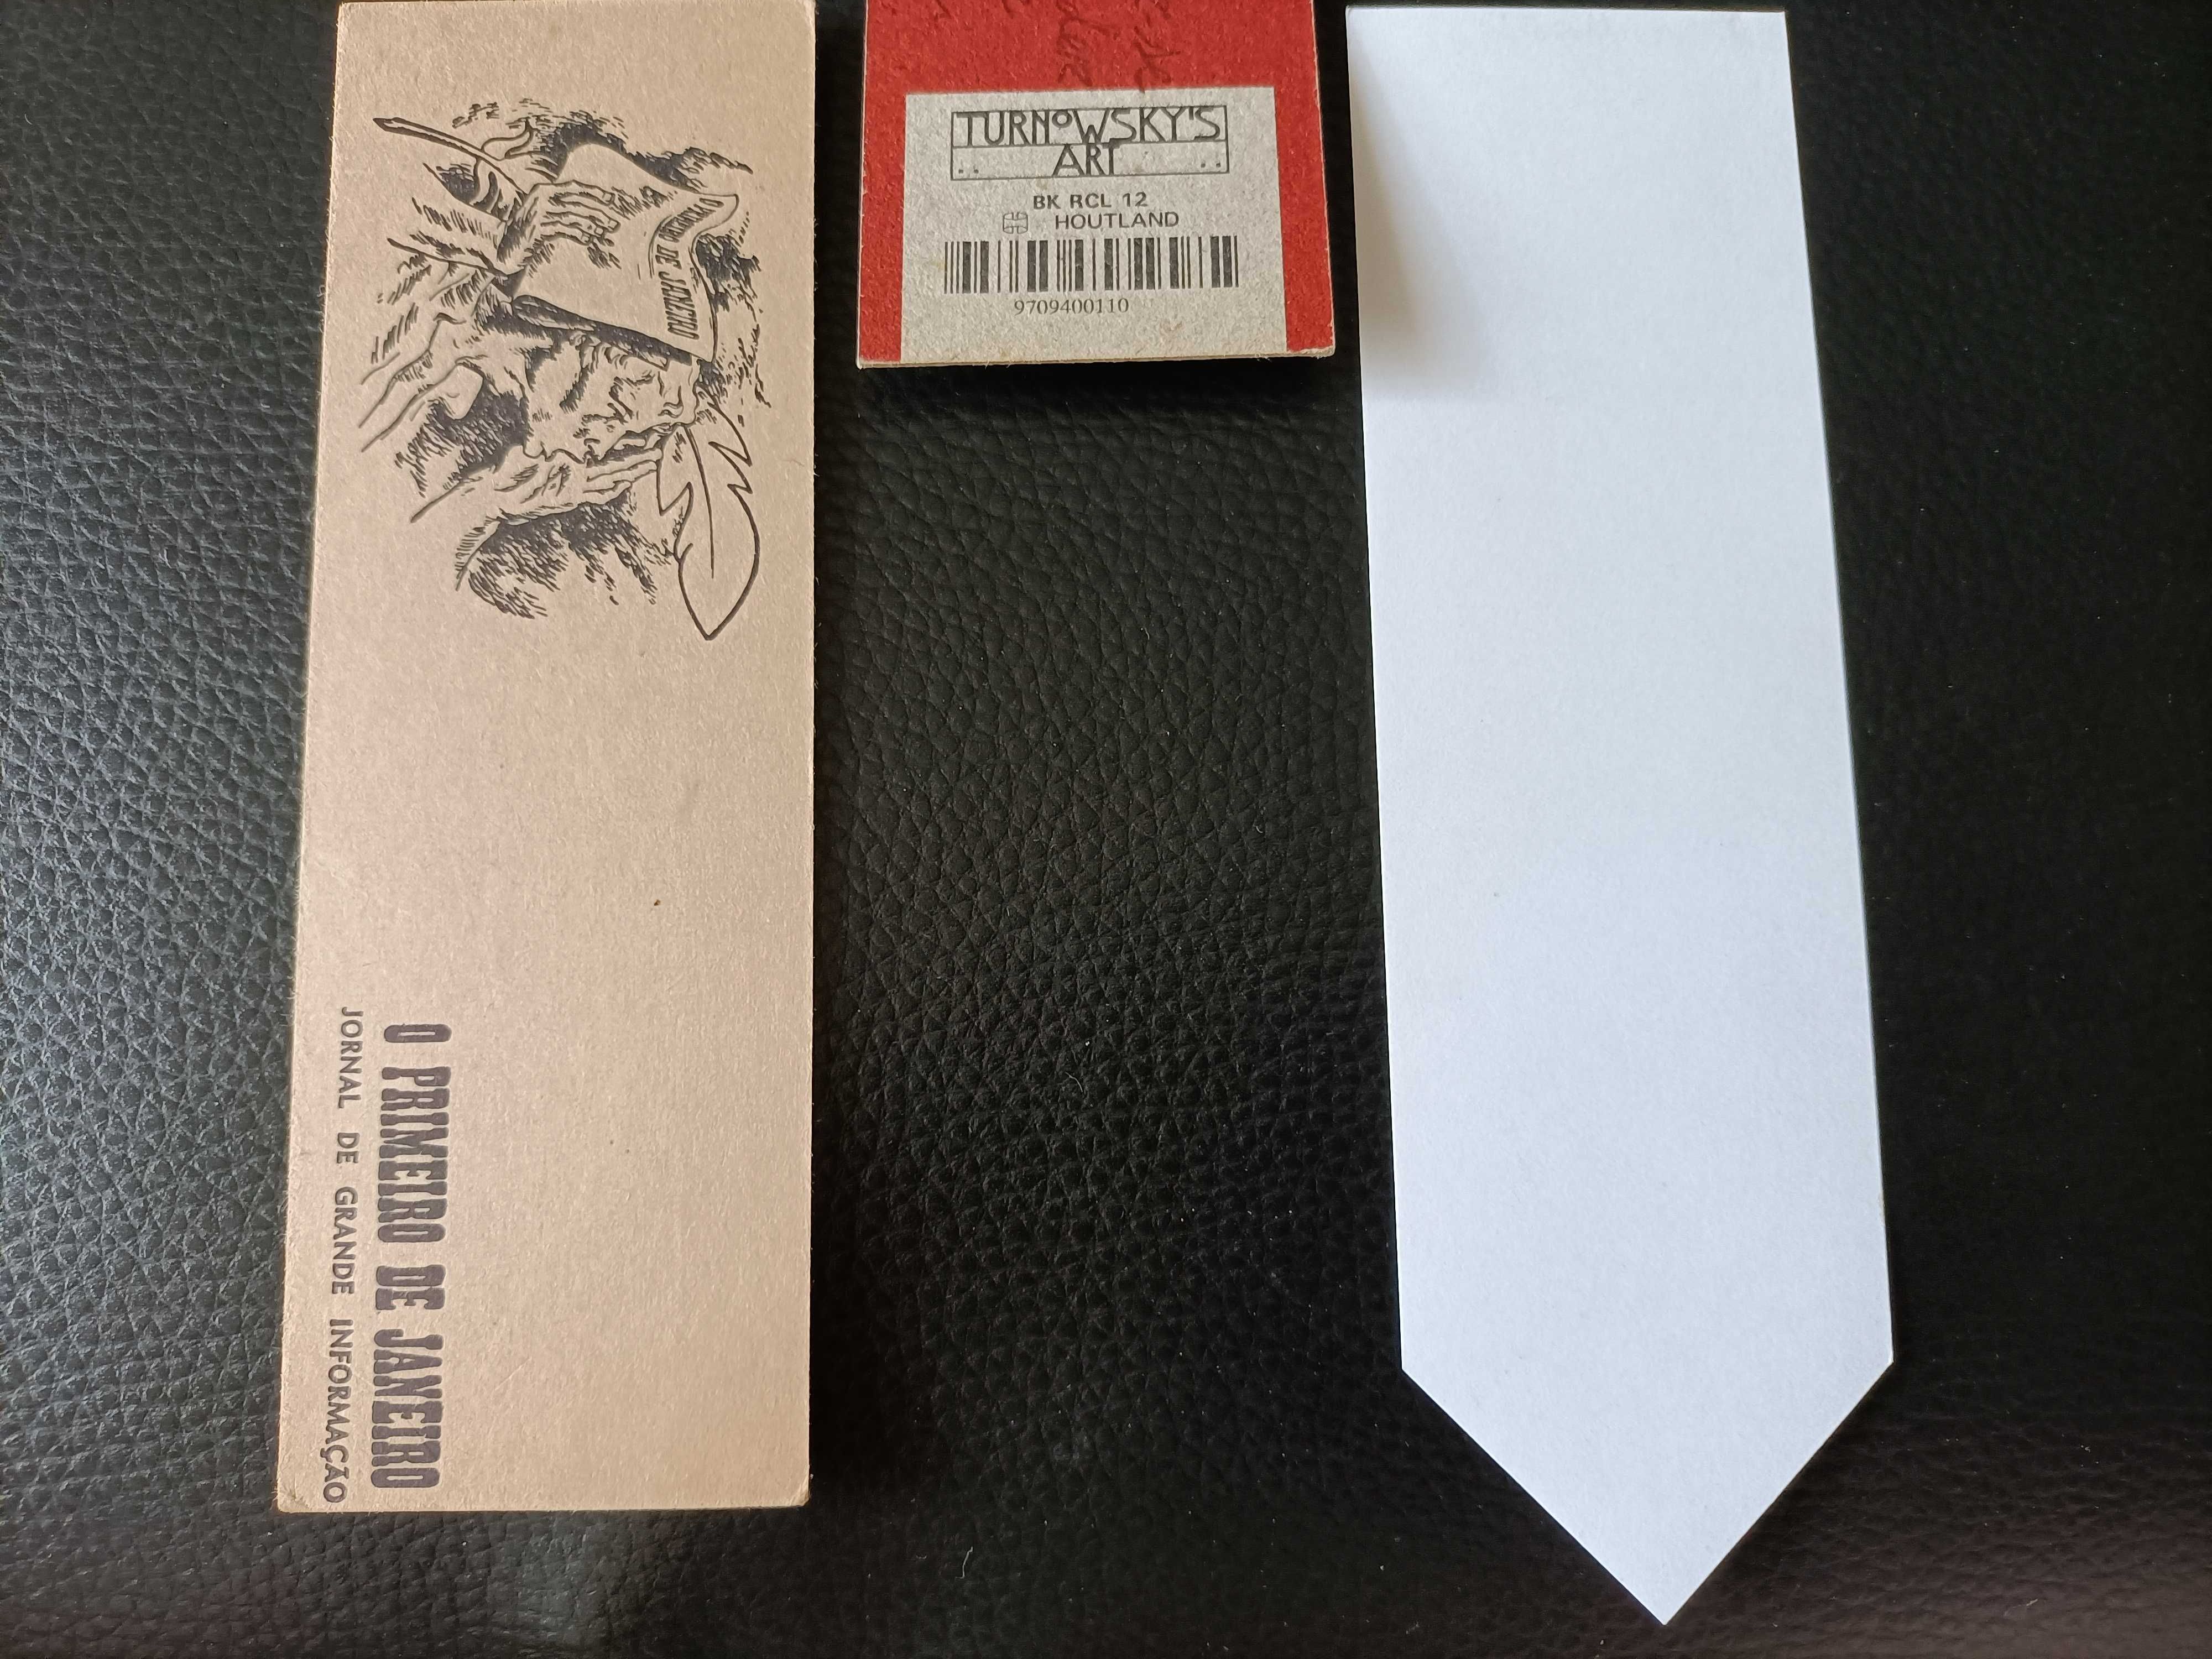 O PRIMEIRO DE JANEIRO
O PRIMEIRO DE JANEIRO
JORNAL DE GRANDE INFORMAÇÃO
TURNOWSKY'S
ART
BK RCL 12
HOUTLAND
9709400110